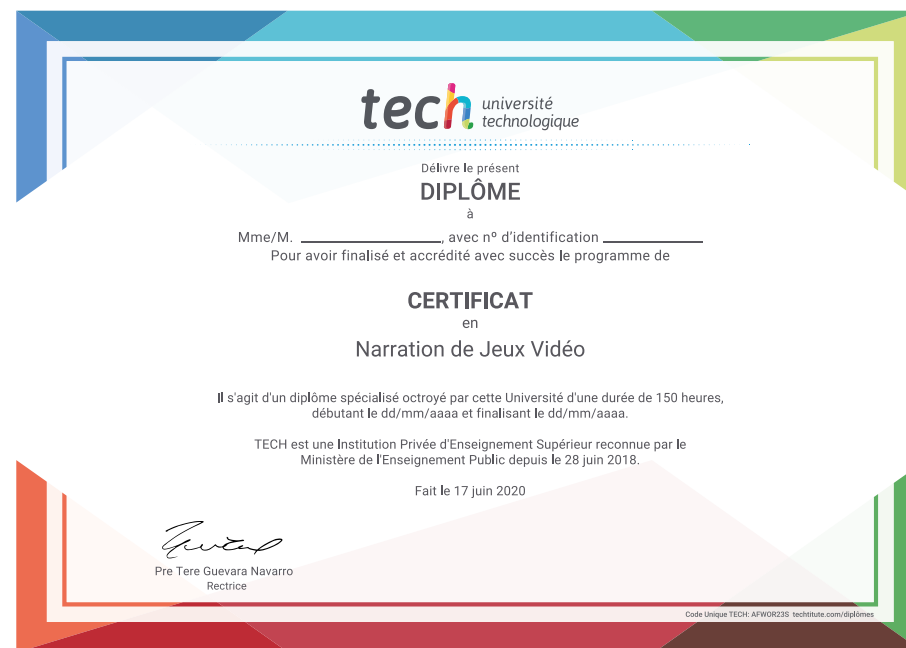 tech université
technologique
Délivre le présent
DIPLÔME
à
Mme/M. ____________________, avec nº d'identification ______________
Pour avoir finalisé et accrédité avec succès le programme de
CERTIFICAT
en
Narration de Jeux Vidéo
Il s'agit d'un diplôme spécialisé octroyé par cette Université d'une durée de 150 heures,
débutant le dd/mm/aaaa et finalisant le dd/mm/aaaa.
TECH est une Institution Privée d'Enseignement Supérieur reconnue par le
Ministère de l'Enseignement Public depuis le 28 juin 2018.
Fait le 17 juin 2020
Pre Tere Guevara Navarro
Rectrice
Code Unique TECH: AFWOR23S techtitute.com/diplômes